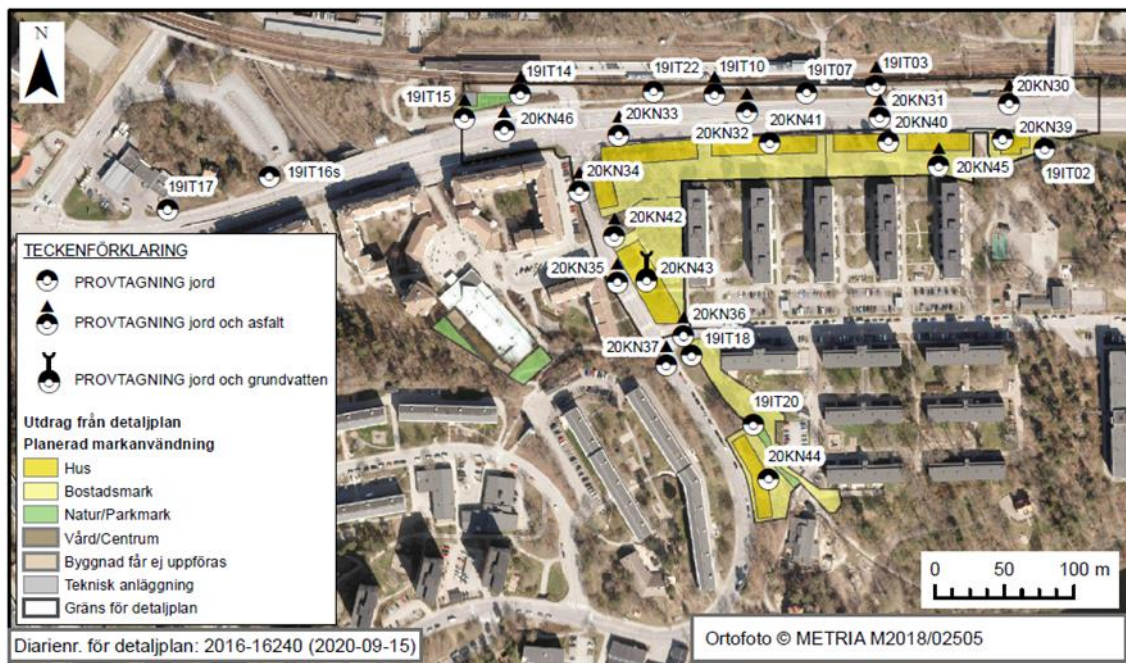 N
19IT14
19IT22
19IT10
19IT07
19IT03
20KN30
19IT15
20KN46
20KN33
20KN32
20KN41
20KN31
20KN40
20KN39
19IT02
20KN45
19IT17
19IT16s
20KN34
20KN42
20KN35
20KN43
20KN36
20KN37
19IT18
19IT20
20KN44
TECKENFÖRKLARING
PROVTAGNING jord
PROVTAGNING jord och asfalt
PROVTAGNING jord och grundvatten
Utdrag från detaljplan
Planerad markanvändning
Hus
Bostadsmark
Natur/Parkmark
Vård/Centrum
Byggnad får ej uppföras
Teknisk anläggning
Gräns för detaljplan
0 50 100 m
Diarienr. för detaljplan: 2016-16240 (2020-09-15)
Ortofoto © METRIA M2018/02505